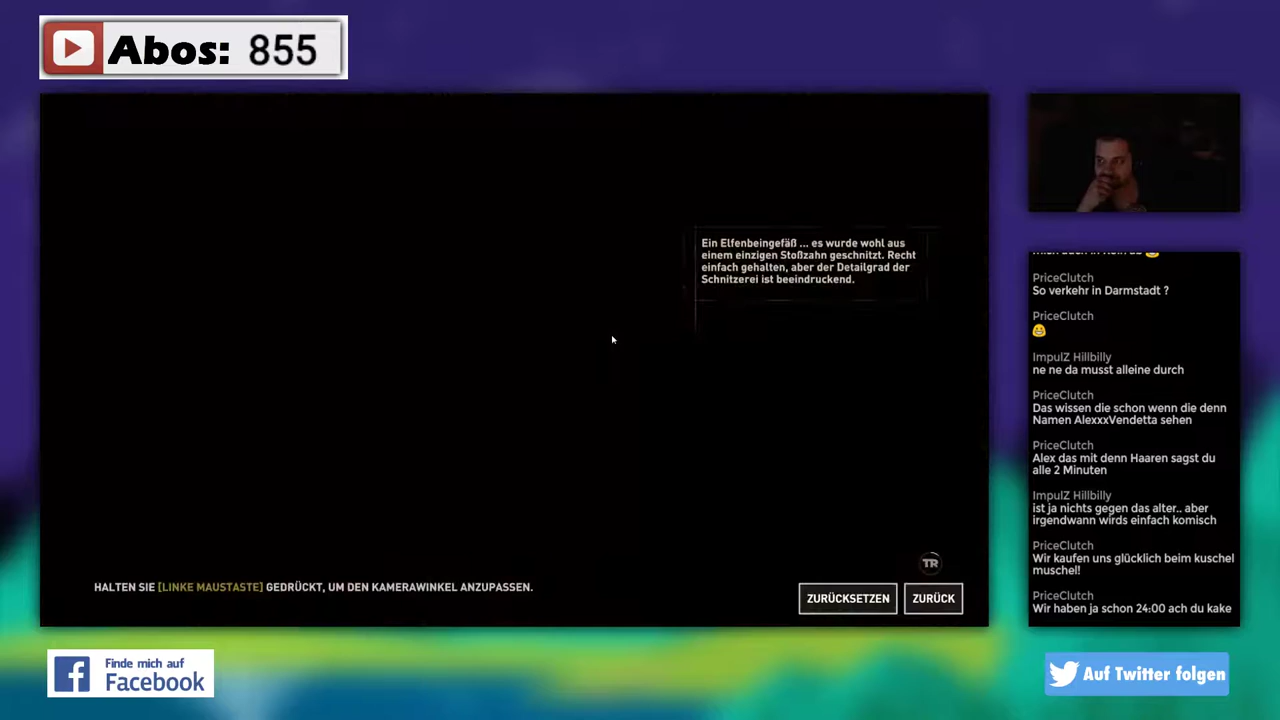 Abos: 855
Ein Elfenbeingefäß ... es wurde wohl aus
einem einzigen Stoßzahn geschnitzt. Recht
einfach gehalten, aber der Detailgrad der
Schnitzerei ist beeindruckend.
TR
HALTEN SIE [LINKE MAUSTASTE] GEDRÜCKT, UM DEN KAMERAWINKEL ANZUPASSEN.
ZURÜCKSETZEN
ZURÜCK
PriceClutch
So verkehr in Darmstadt ?
PriceClutch
ImpulZ Hillbilly
ne ne da musst alleine durch
PriceClutch
Das wissen die schon wenn die denn
Namen AlexxxVendetta sehen
PriceClutch
Alex das mit denn Haaren sagst du
alle 2 Minuten
ImpulZ Hillbilly
ist ja nichts gegen das alter.. aber
irgendwann wirds einfach komisch
PriceClutch
Wir kaufen uns glücklich beim kuschel
muschel!
PriceClutch
Wir haben ja schon 24:00 ach du kake
Finde mich auf
Facebook
Auf Twitter folgen